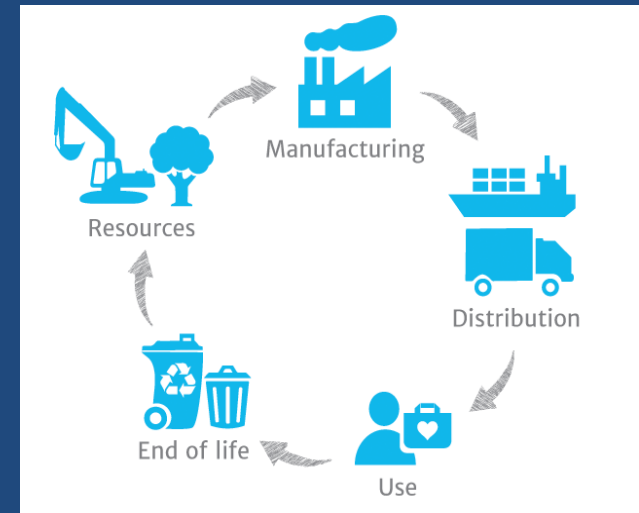 Manufacturing
Resources
Distribution
End of life
Use